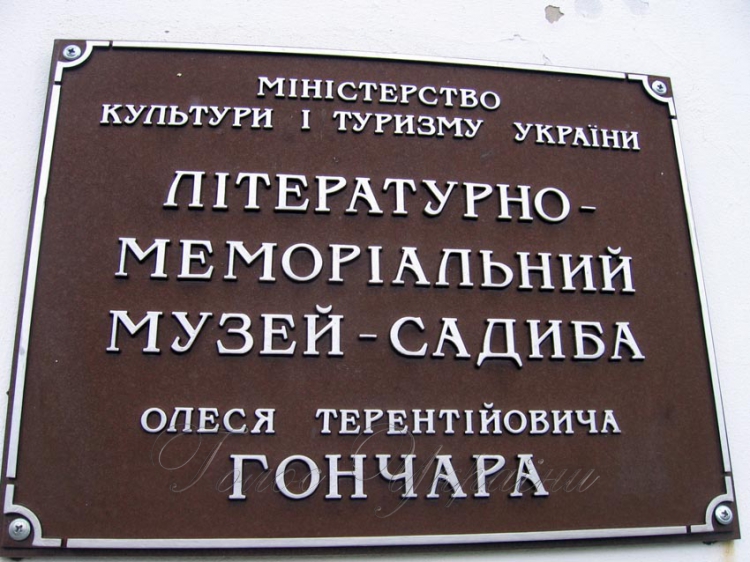 МІНІСТЕРСТВО
КУЛЬТУРИ І ТУРИЗМУ УКРАЇНИ
ЛІТЕРАТУРНО-
МЕМОРІАЛЬНИЙ
МУЗЕЙ-САДИБА
ОЛЕСЯ ТЕРЕНТІЙОВИЧА
ГОНЧАРА